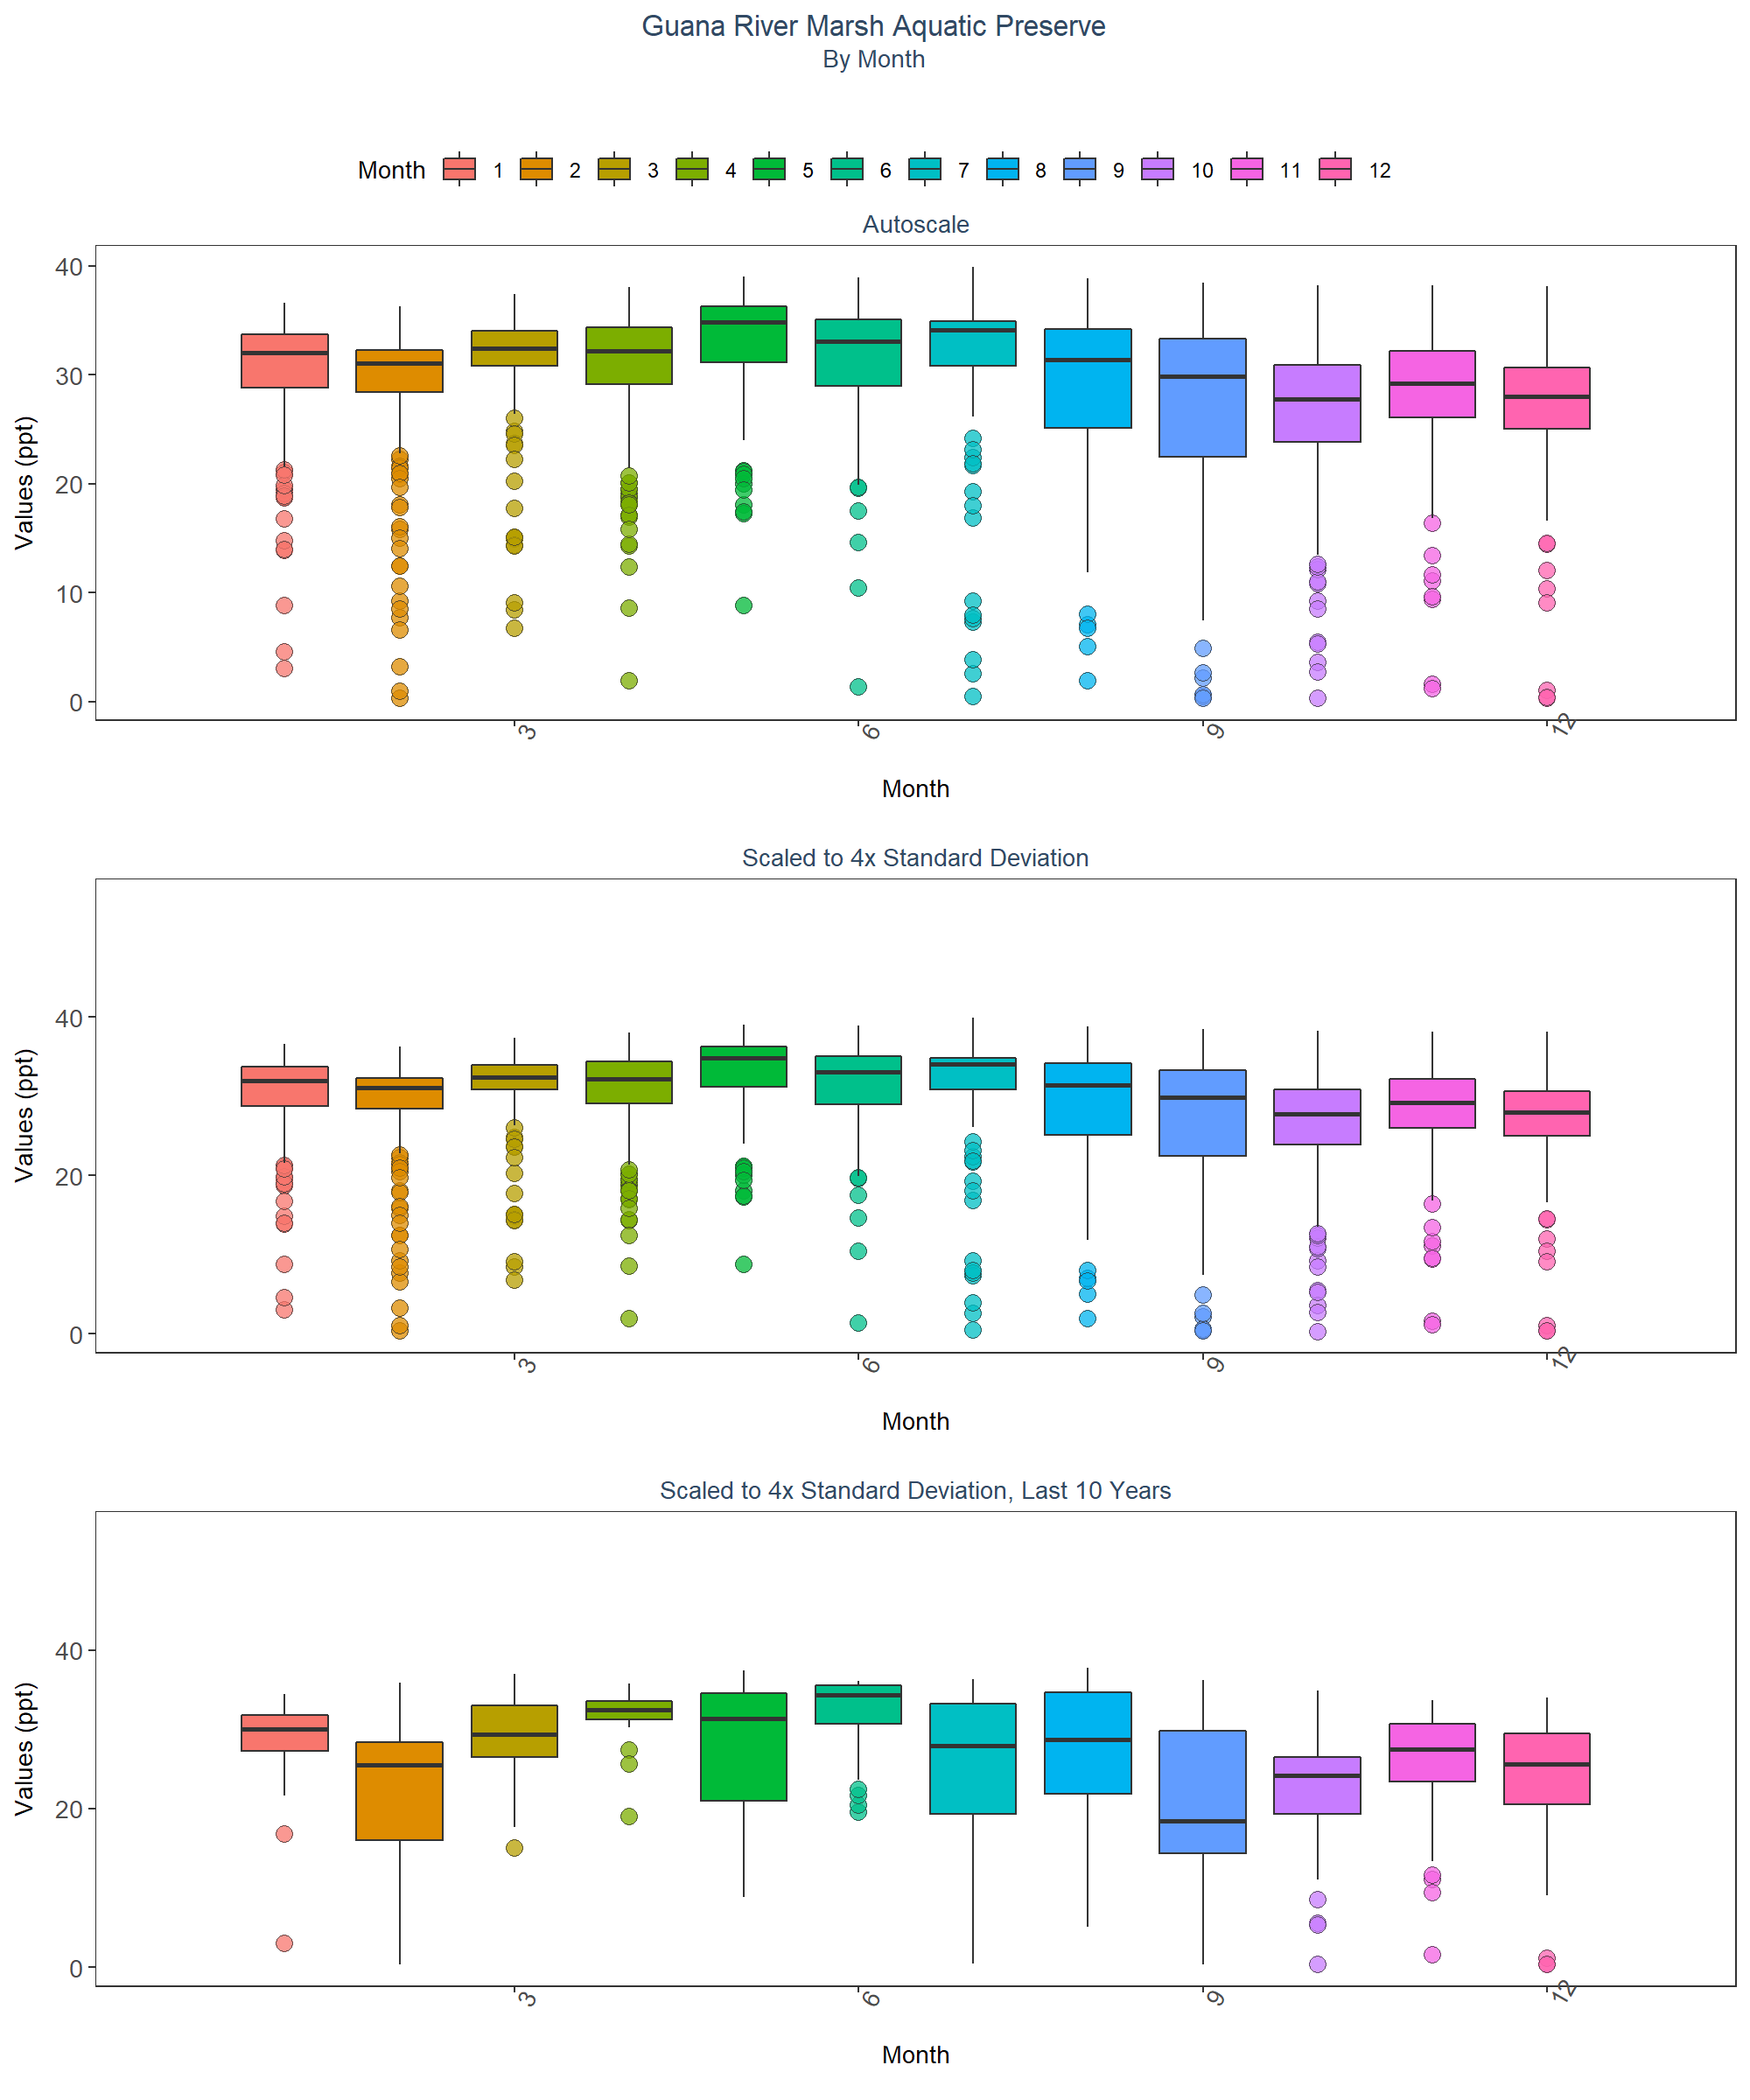 Guana River Marsh Aquatic Preserve
By Month
Month 1 2 3 4 5 6 7 8 9 10 11 12
Autoscale
Values (ppt)
40
30
20
10
0
3 6 9 12
Month
Scaled to 4x Standard Deviation
Values (ppt)
40
20
0
3 6 9 12
Month
Scaled to 4x Standard Deviation, Last 10 Years
Values (ppt)
40
20
0
3 6 9 12
Month